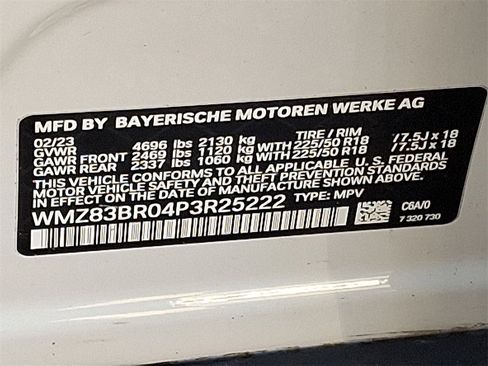 MFD BY BAYERISCHE MOTOREN WERKE AG
02/23 TIRE / RIM
GVWR 4696 lbs 2130 kg
GAWR FRONT 2469 lbs 1120 kg WITH 225/50 R18 /7.5J x 18
GAWR REAR 2337 lbs 1060 kg WITH 225/50 R18 /7.5J x 18
THIS VEHICLE CONFORMS TO ALL APPLICABLE U.S. FEDERAL
MOTOR VEHICLE SAFETY STANDARDS
IN EFFECT ON THE DATE OF MANUFACTURE SHOWN ABOVE.
WMZ83BR04P3R25222 TYPE: MPV
C6A/0
7 320 730